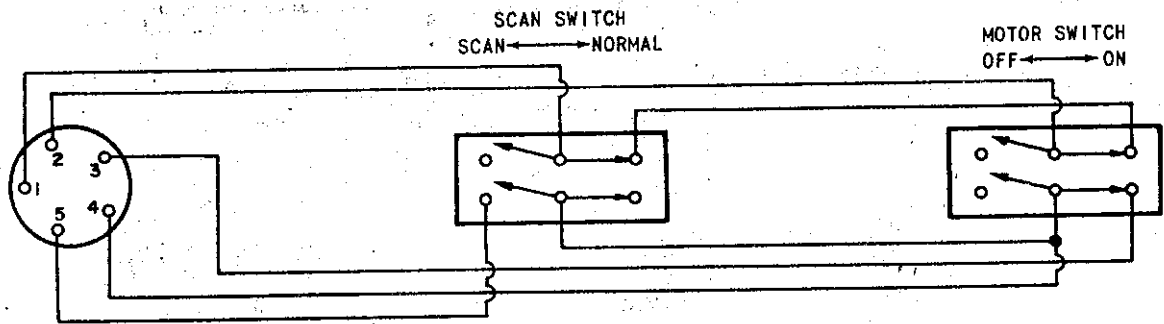 SCAN SWITCH
SCAN NORMAL
MOTOR SWITCH
OFF ON
2
3
1
5
4